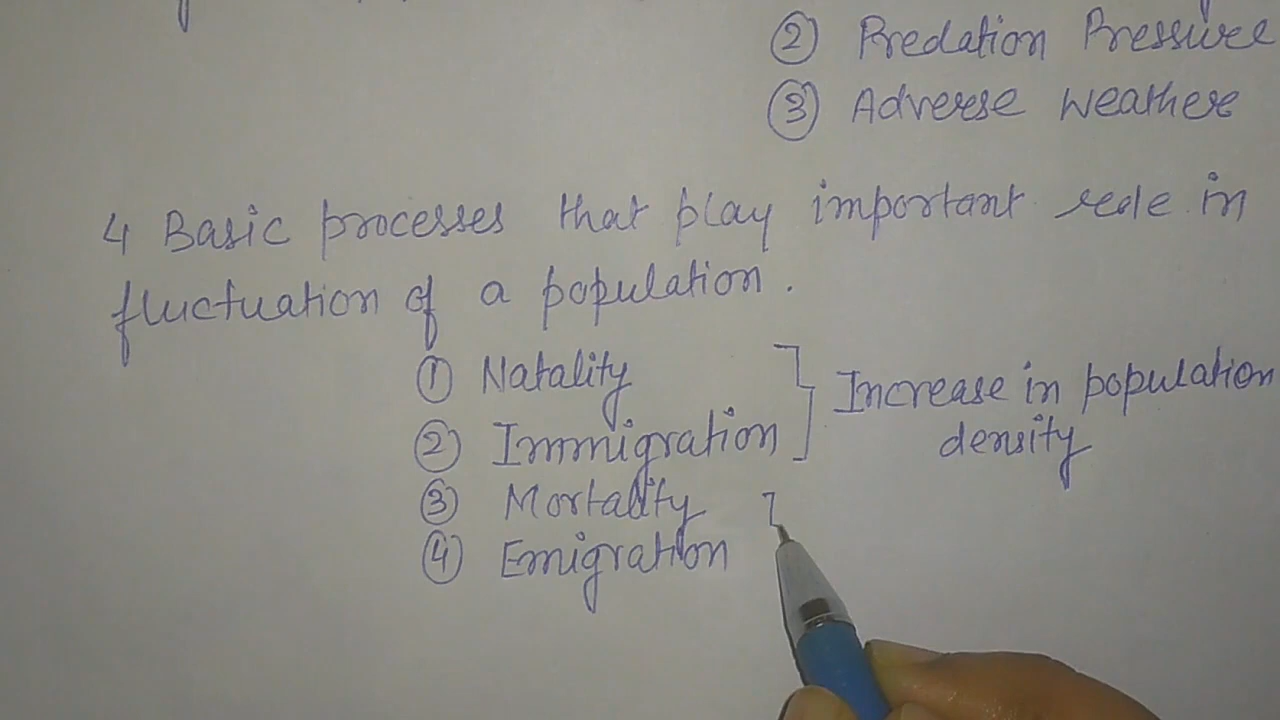 ② Predation Pressure
③ Adverse Weather
4 Basic processes that play important role in
fluctuation of a population.
① Natality
② Immigration
Increase in population
density
③ Mortality
④ Emigration